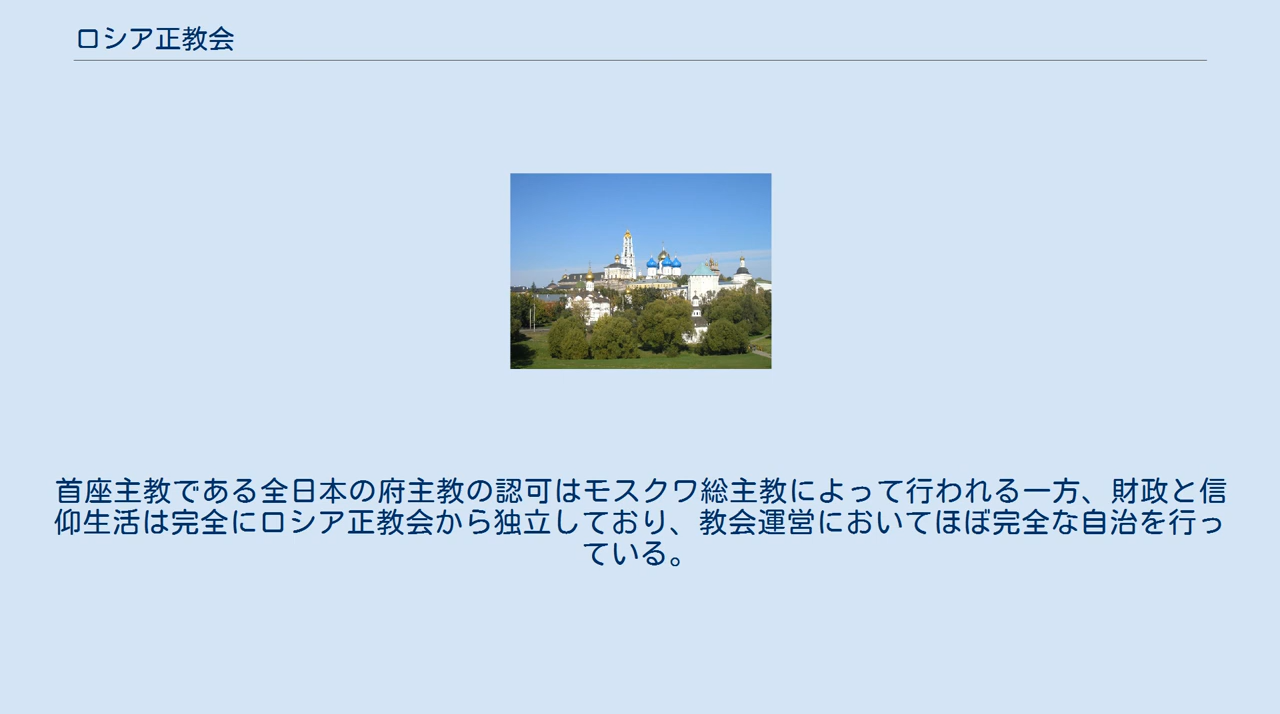 ロシア正教会
首座主教である全日本の府主教の認可はモスクワ総主教によって行われる一方、財政と信
仰生活は完全にロシア正教会から独立しており、教会運営においてほぼ完全な自治を行っ
ている。